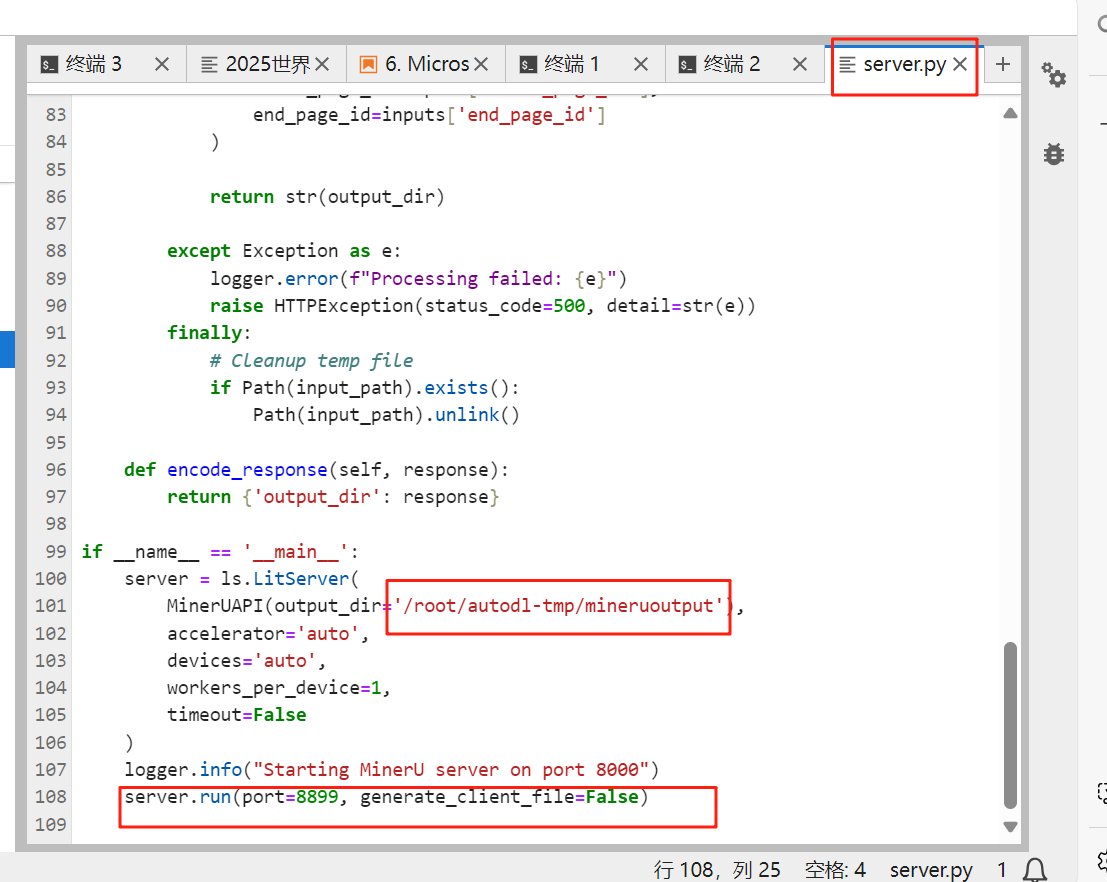 终端 3 2025世界 6. Micros 终端 1 终端 2 server.py
83 end_page_id=inputs['end_page_id']
84 )
85
86 return str(output_dir)
87
88 except Exception as e:
89 logger.error(f"Processing failed: {e}")
90 raise HTTPException(status_code=500, detail=str(e))
91 finally:
92 # Cleanup temp file
93 if Path(input_path).exists():
94 Path(input_path).unlink()
95
96 def encode_response(self, response):
97 return {'output_dir': response}
98
99 if __name__ == '__main__':
100 server = ls.LitServer(
101 MinerUAPI(output_dir='/root/autodl-tmp/mineruoutput'),
102 accelerator='auto',
103 devices='auto',
104 workers_per_device=1,
105 timeout=False
106 )
107 logger.info("Starting MinerU server on port 8000")
108 server.run(port=8899, generate_client_file=False)
109
行 108，列 25 空格: 4 server.py 1